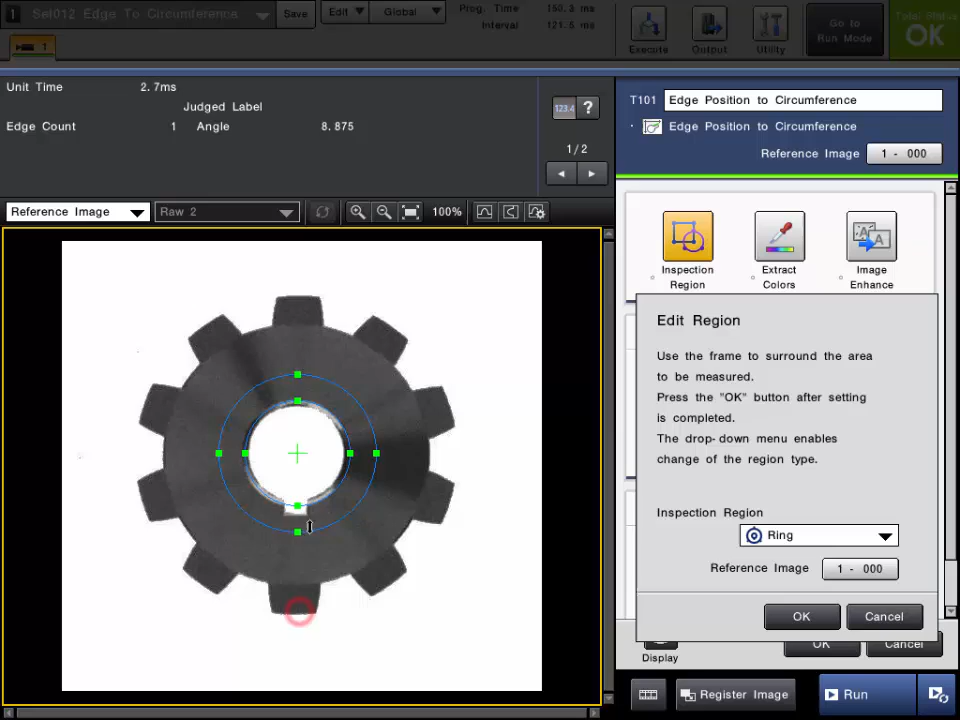 1 Set012 Edge To Circumference Save Edit Global
Prog. Time 150.3 ms
Interval 121.5 ms
Execute Output Utility
Go to
Run Mode
Total Status
OK
1
Unit Time 2.7ms
Judged Label
Edge Count 1 Angle 8.875
123.4 ?
1/2
T101 Edge Position to Circumference
Edge Position to Circumference
Reference Image 1 - 000
Reference Image Raw 2 100%
Inspection
Region
Extract
Colors
Image
Enhance
Edit Region
Use the frame to surround the area
to be measured.
Press the "OK" button after setting
is completed.
The drop-down menu enables
change of the region type.
Inspection Region
Ring
Reference Image 1 - 000
OK Cancel
Display OK Cancel
Register Image Run